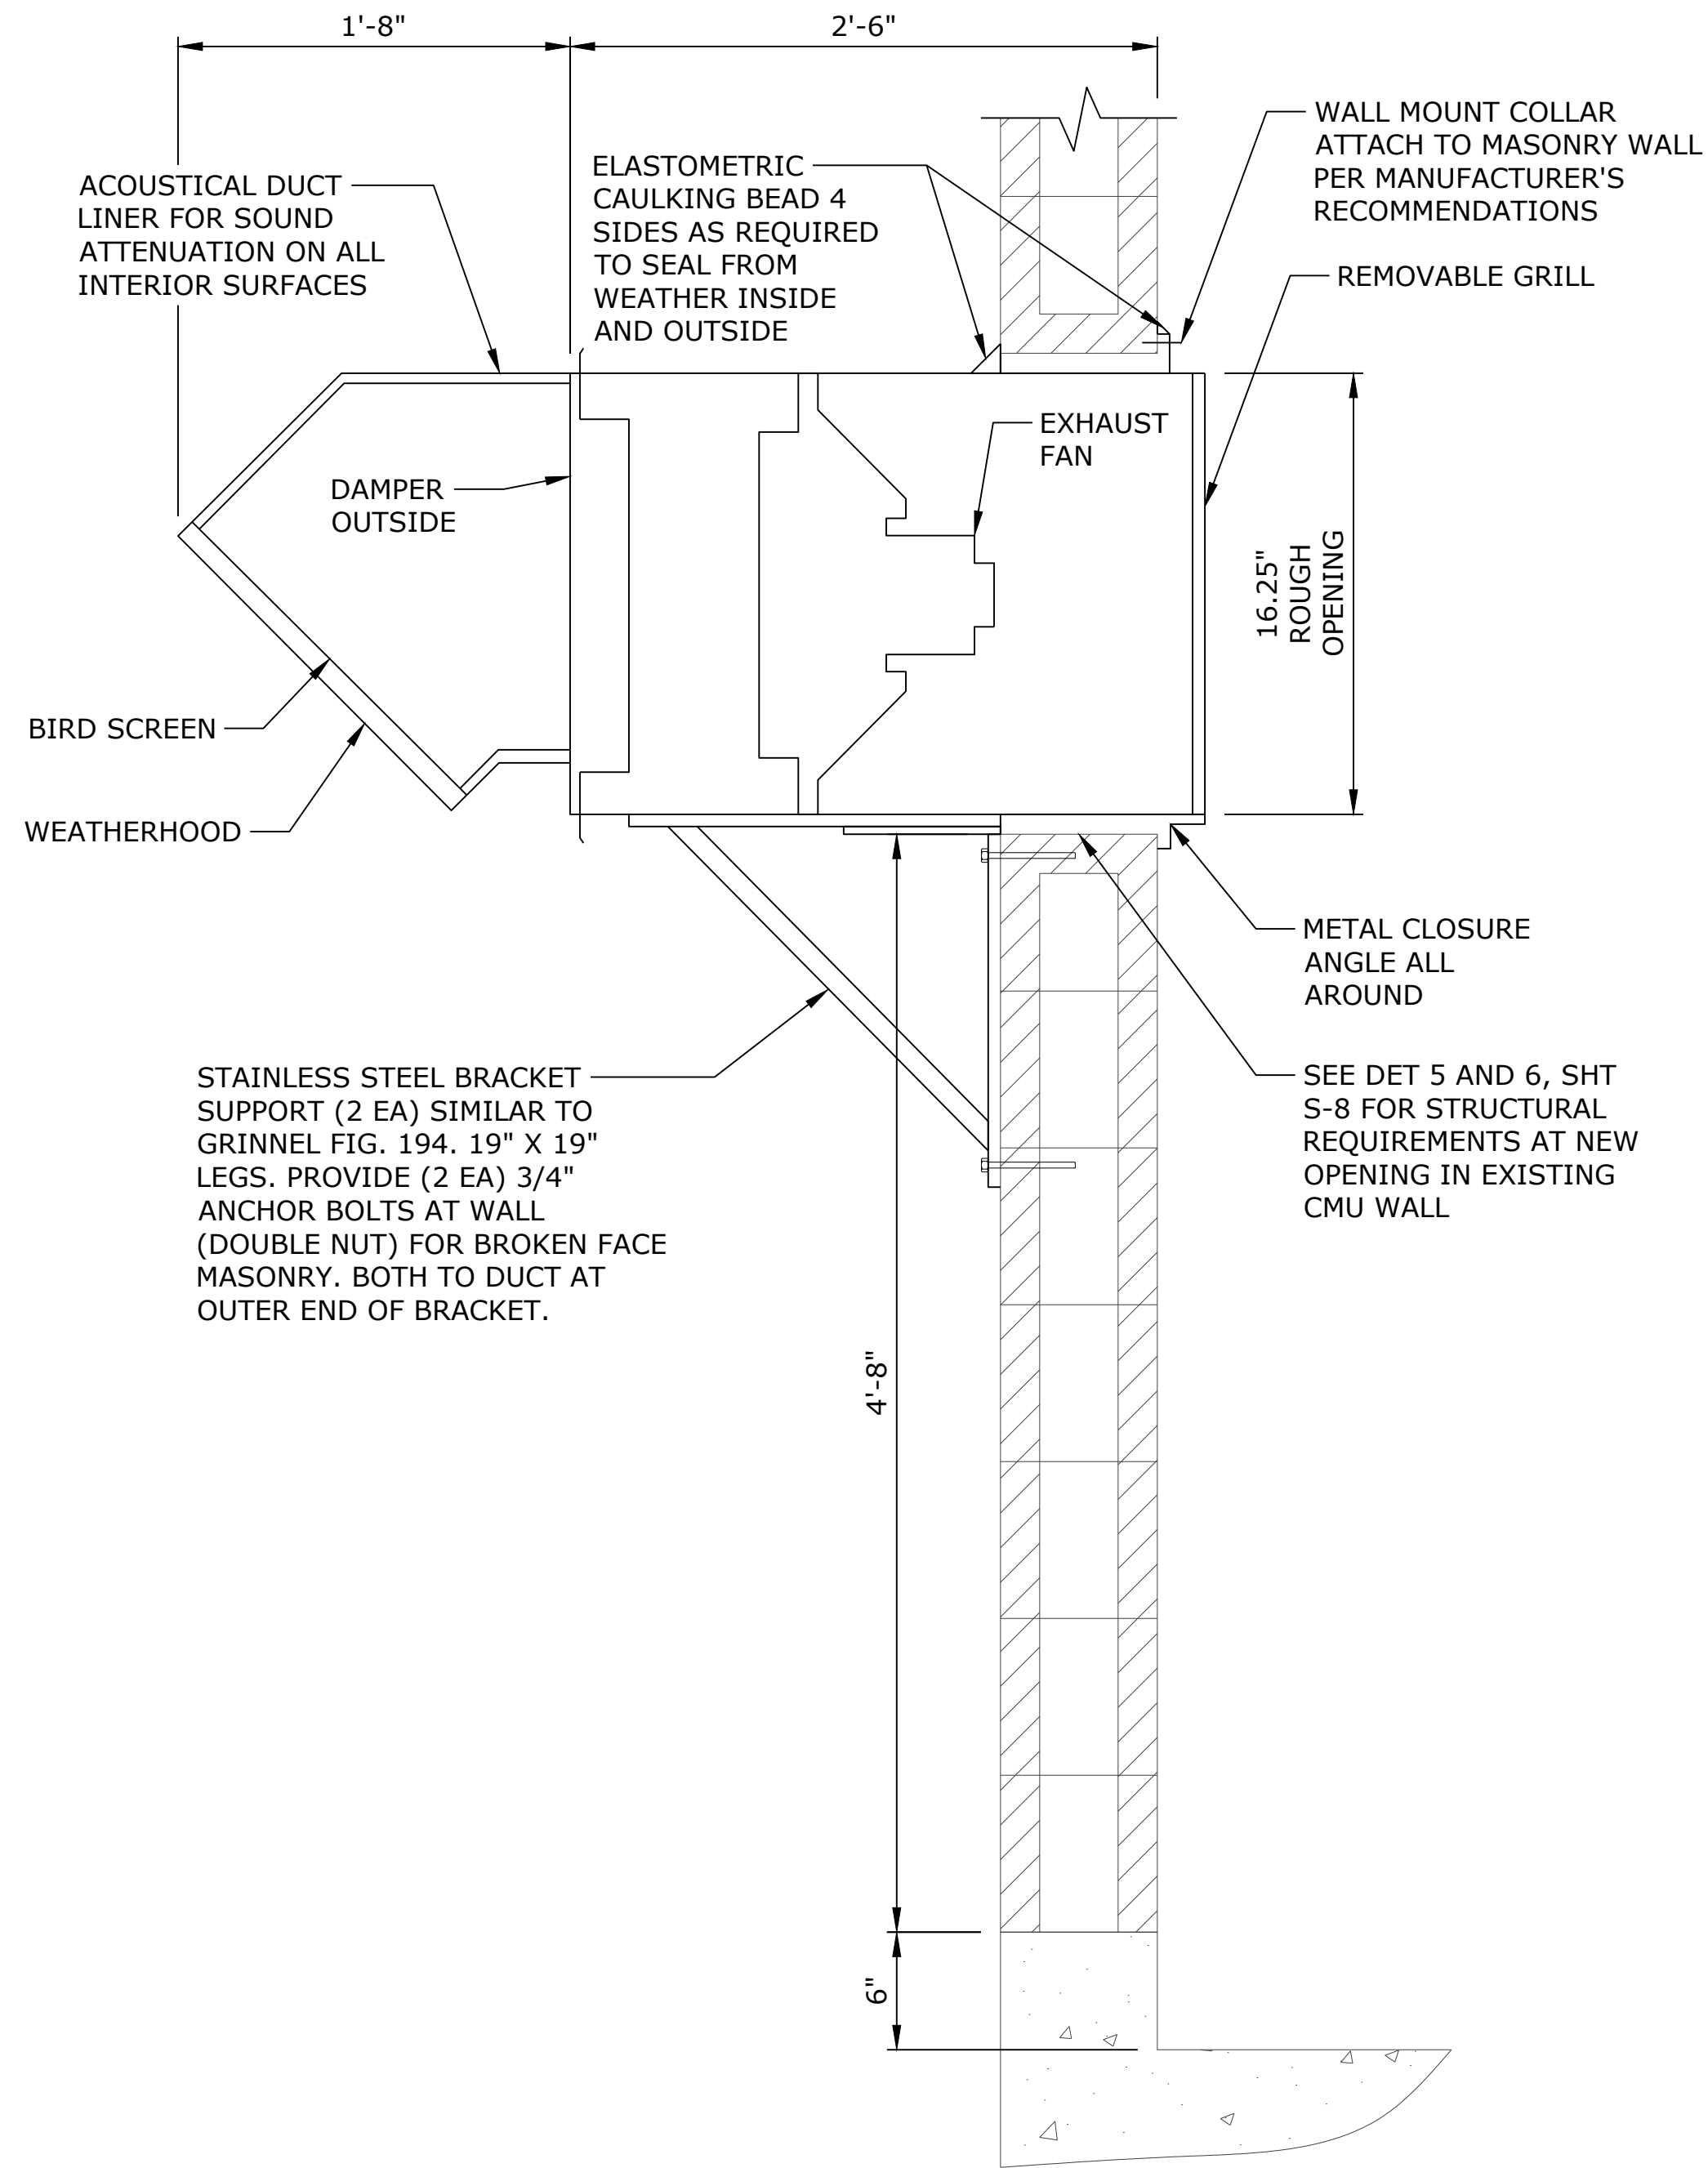 1'-8"
2'-6"
WALL MOUNT COLLAR
ATTACH TO MASONRY WALL
PER MANUFACTURER'S
RECOMMENDATIONS
ELASTOMETRIC
CAULKING BEAD 4
SIDES AS REQUIRED
TO SEAL FROM
WEATHER INSIDE
AND OUTSIDE
ACOUSTICAL DUCT
LINER FOR SOUND
ATTENUATION ON ALL
INTERIOR SURFACES
REMOVABLE GRILL
EXHAUST
FAN
DAMPER
OUTSIDE
16.25"
ROUGH
OPENING
BIRD SCREEN
WEATHERHOOD
METAL CLOSURE
ANGLE ALL
AROUND
STAINLESS STEEL BRACKET
SUPPORT (2 EA) SIMILAR TO
GRINNEL FIG. 194. 19" X 19"
LEGS. PROVIDE (2 EA) 3/4"
ANCHOR BOLTS AT WALL
(DOUBLE NUT) FOR BROKEN FACE
MASONRY. BOTH TO DUCT AT
OUTER END OF BRACKET.
SEE DET 5 AND 6, SHT
S-8 FOR STRUCTURAL
REQUIREMENTS AT NEW
OPENING IN EXISTING
CMU WALL
4'-8"
6"